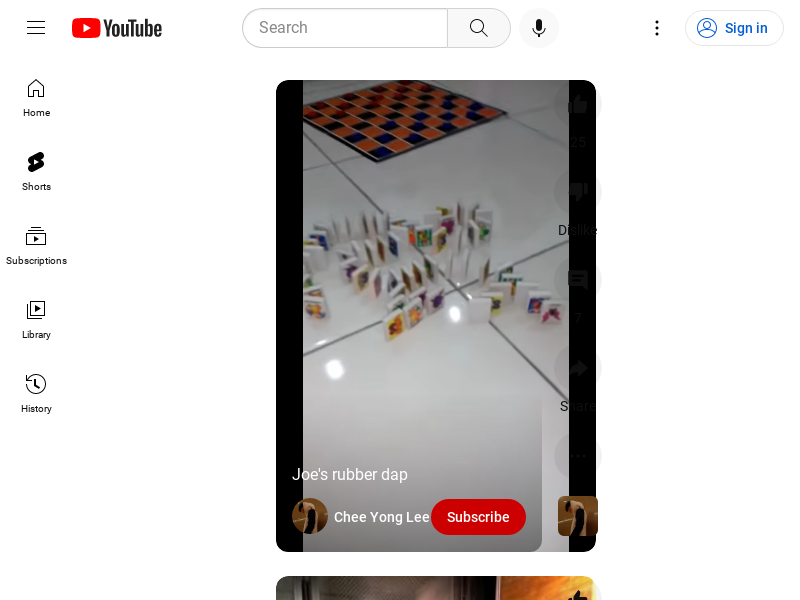 YouTube
Search
Sign in
Home
Shorts
Subscriptions
Library
History
25
Dislike
7
Share
Joe's rubber dap
Chee Yong Lee
Subscribe